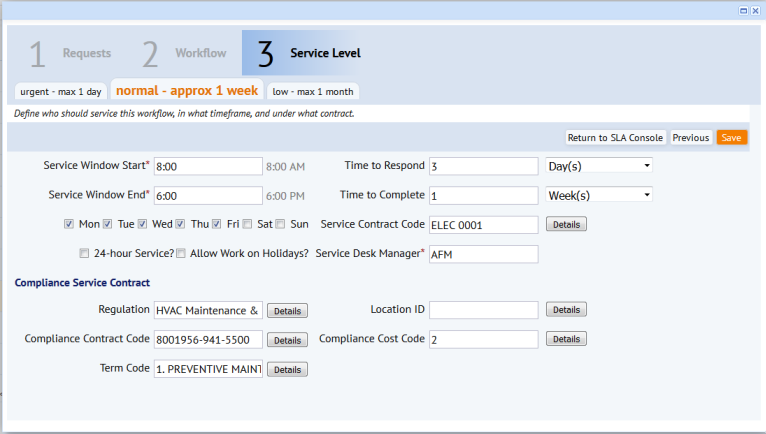 1 Requests 2 Workflow 3 Service Level
urgent - max 1 day normal - approx 1 week low - max 1 month
Define who should service this workflow, in what timeframe, and under what contract.
Return to SLA Console Previous Save
Service Window Start* 8:00 8:00 AM Time to Respond 3 Day(s)
Service Window End* 6:00 6:00 PM Time to Complete 1 Week(s)
Mon Tue Wed Thu Fri Sat Sun Service Contract Code ELEC 0001 Details
24-hour Service? Allow Work on Holidays? Service Desk Manager* AFM
Compliance Service Contract
Regulation HVAC Maintenance & Details Location ID Details
Compliance Contract Code 8001956-941-5500 Details Compliance Cost Code 2 Details
Term Code 1. PREVENTIVE MAINT Details